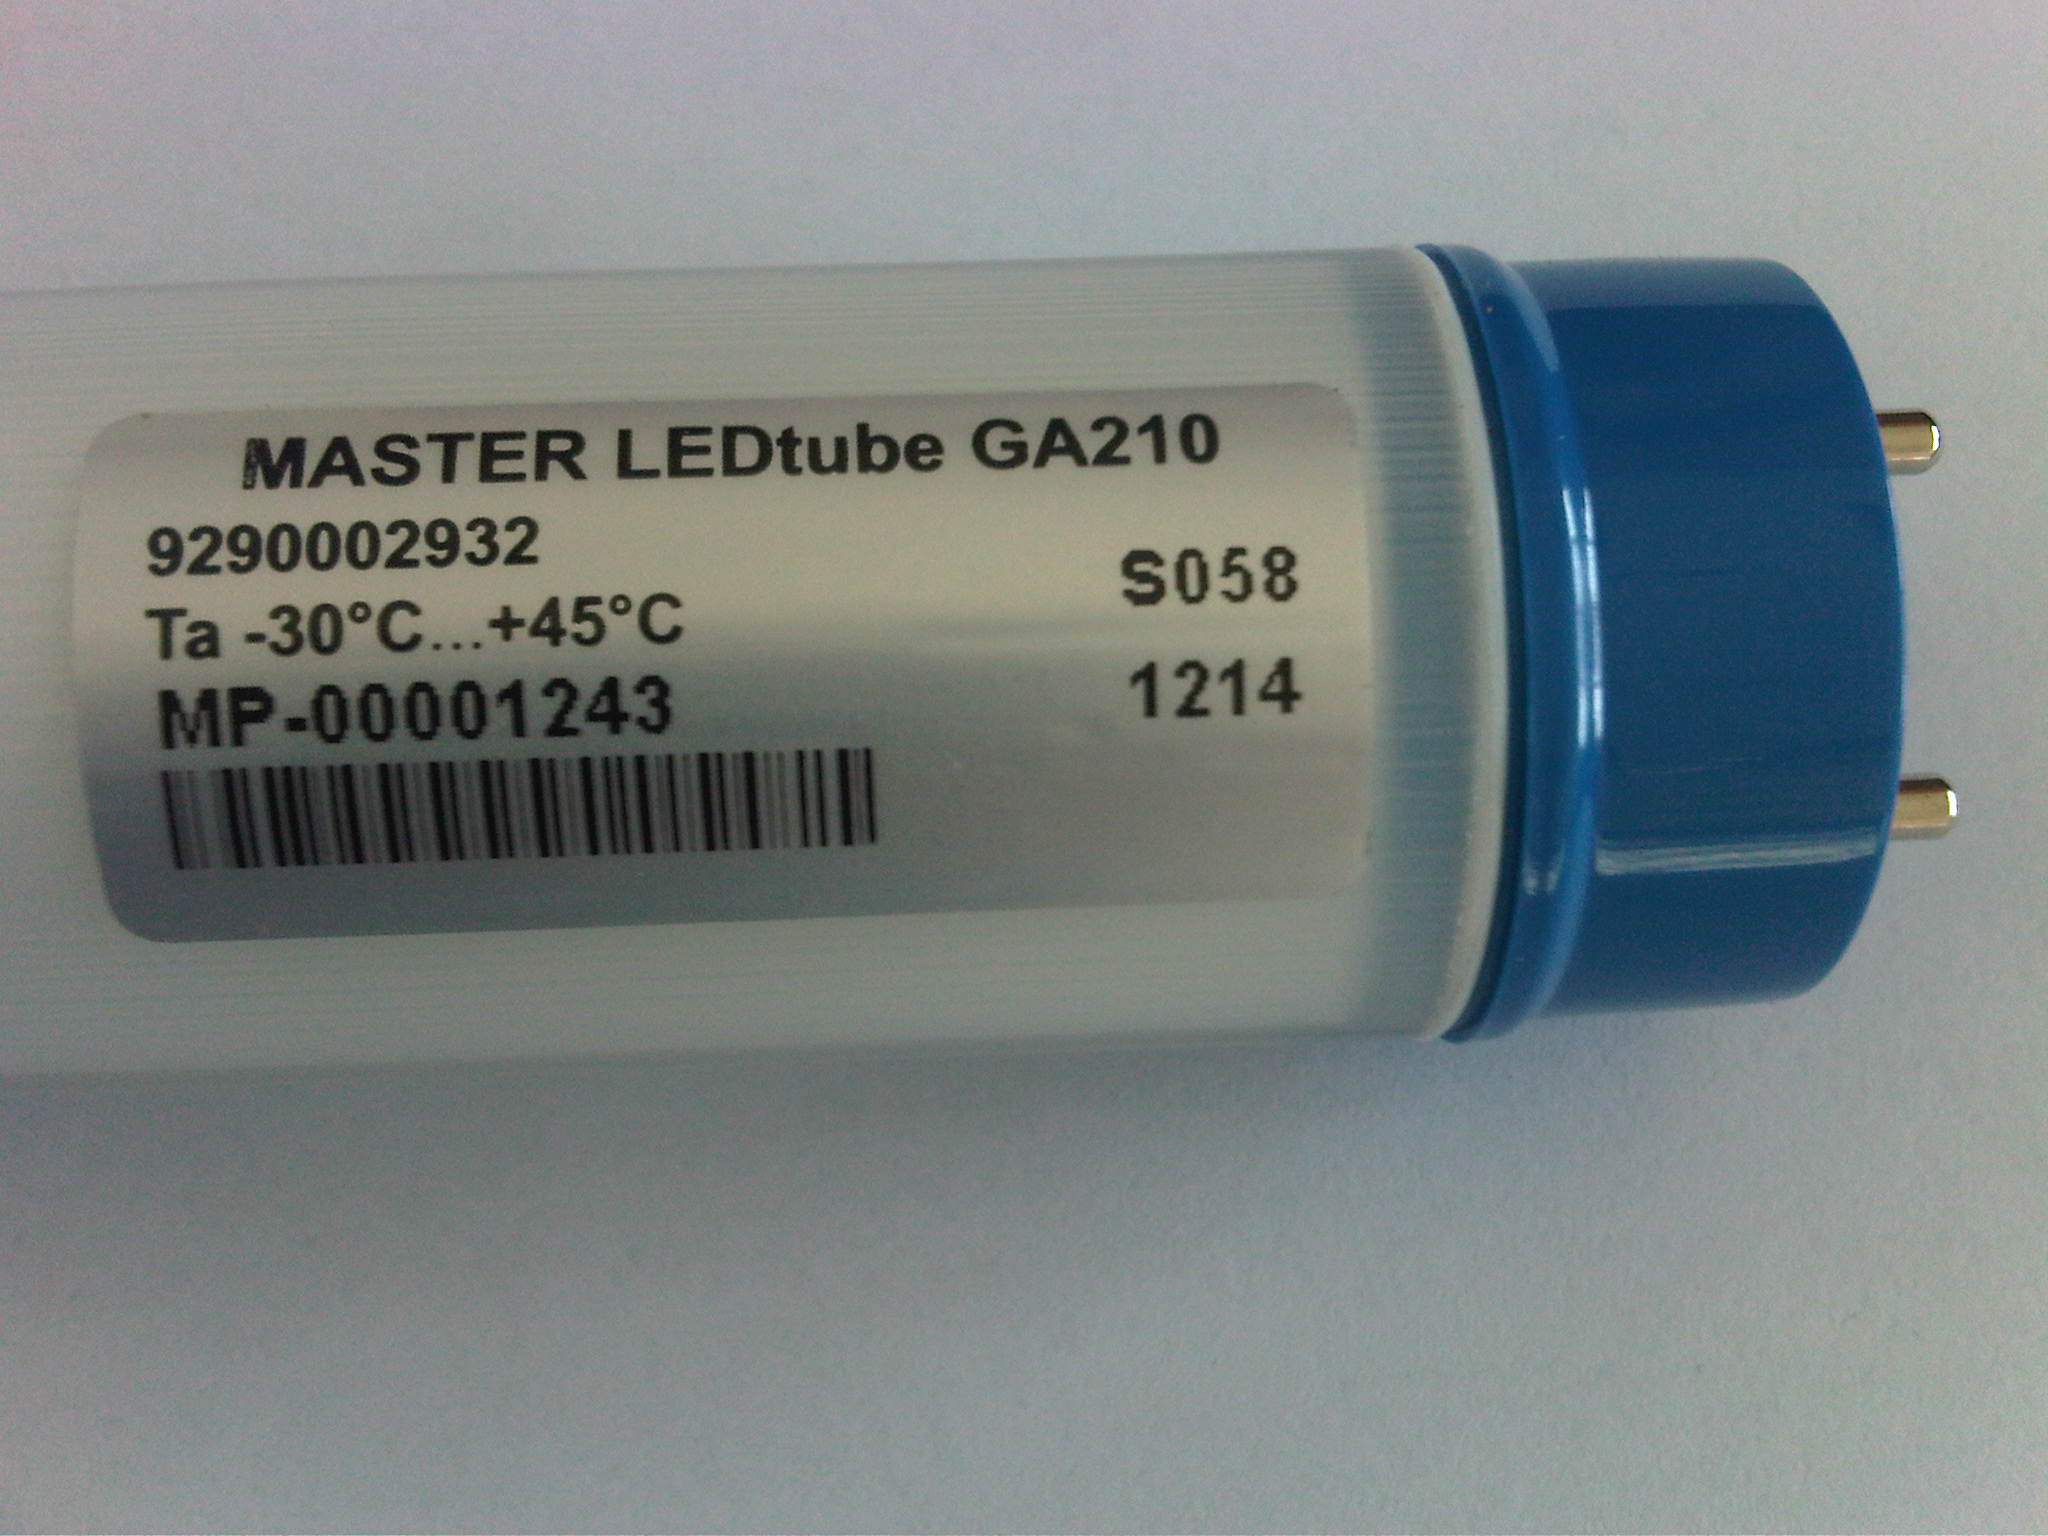 MASTER LEDtube GA210
9290002932
S058
Ta -30°C...+45°C
1214
MP-00001243